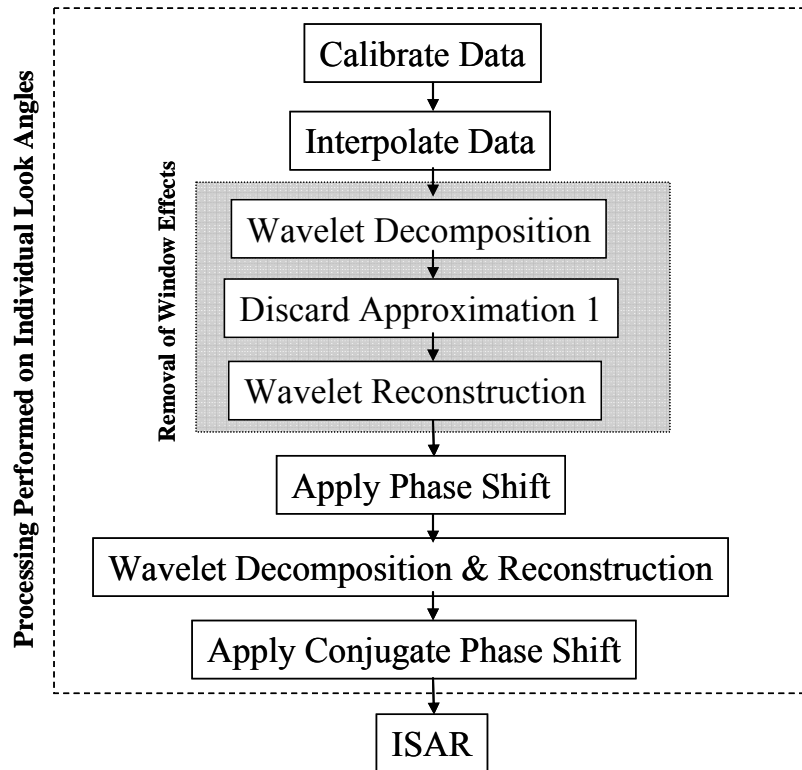 Processing Performed on Individual Look Angles
Calibrate Data
Interpolate Data
Removal of Window Effects
Wavelet Decomposition
Discard Approximation 1
Wavelet Reconstruction
Apply Phase Shift
Wavelet Decomposition & Reconstruction
Apply Conjugate Phase Shift
ISAR